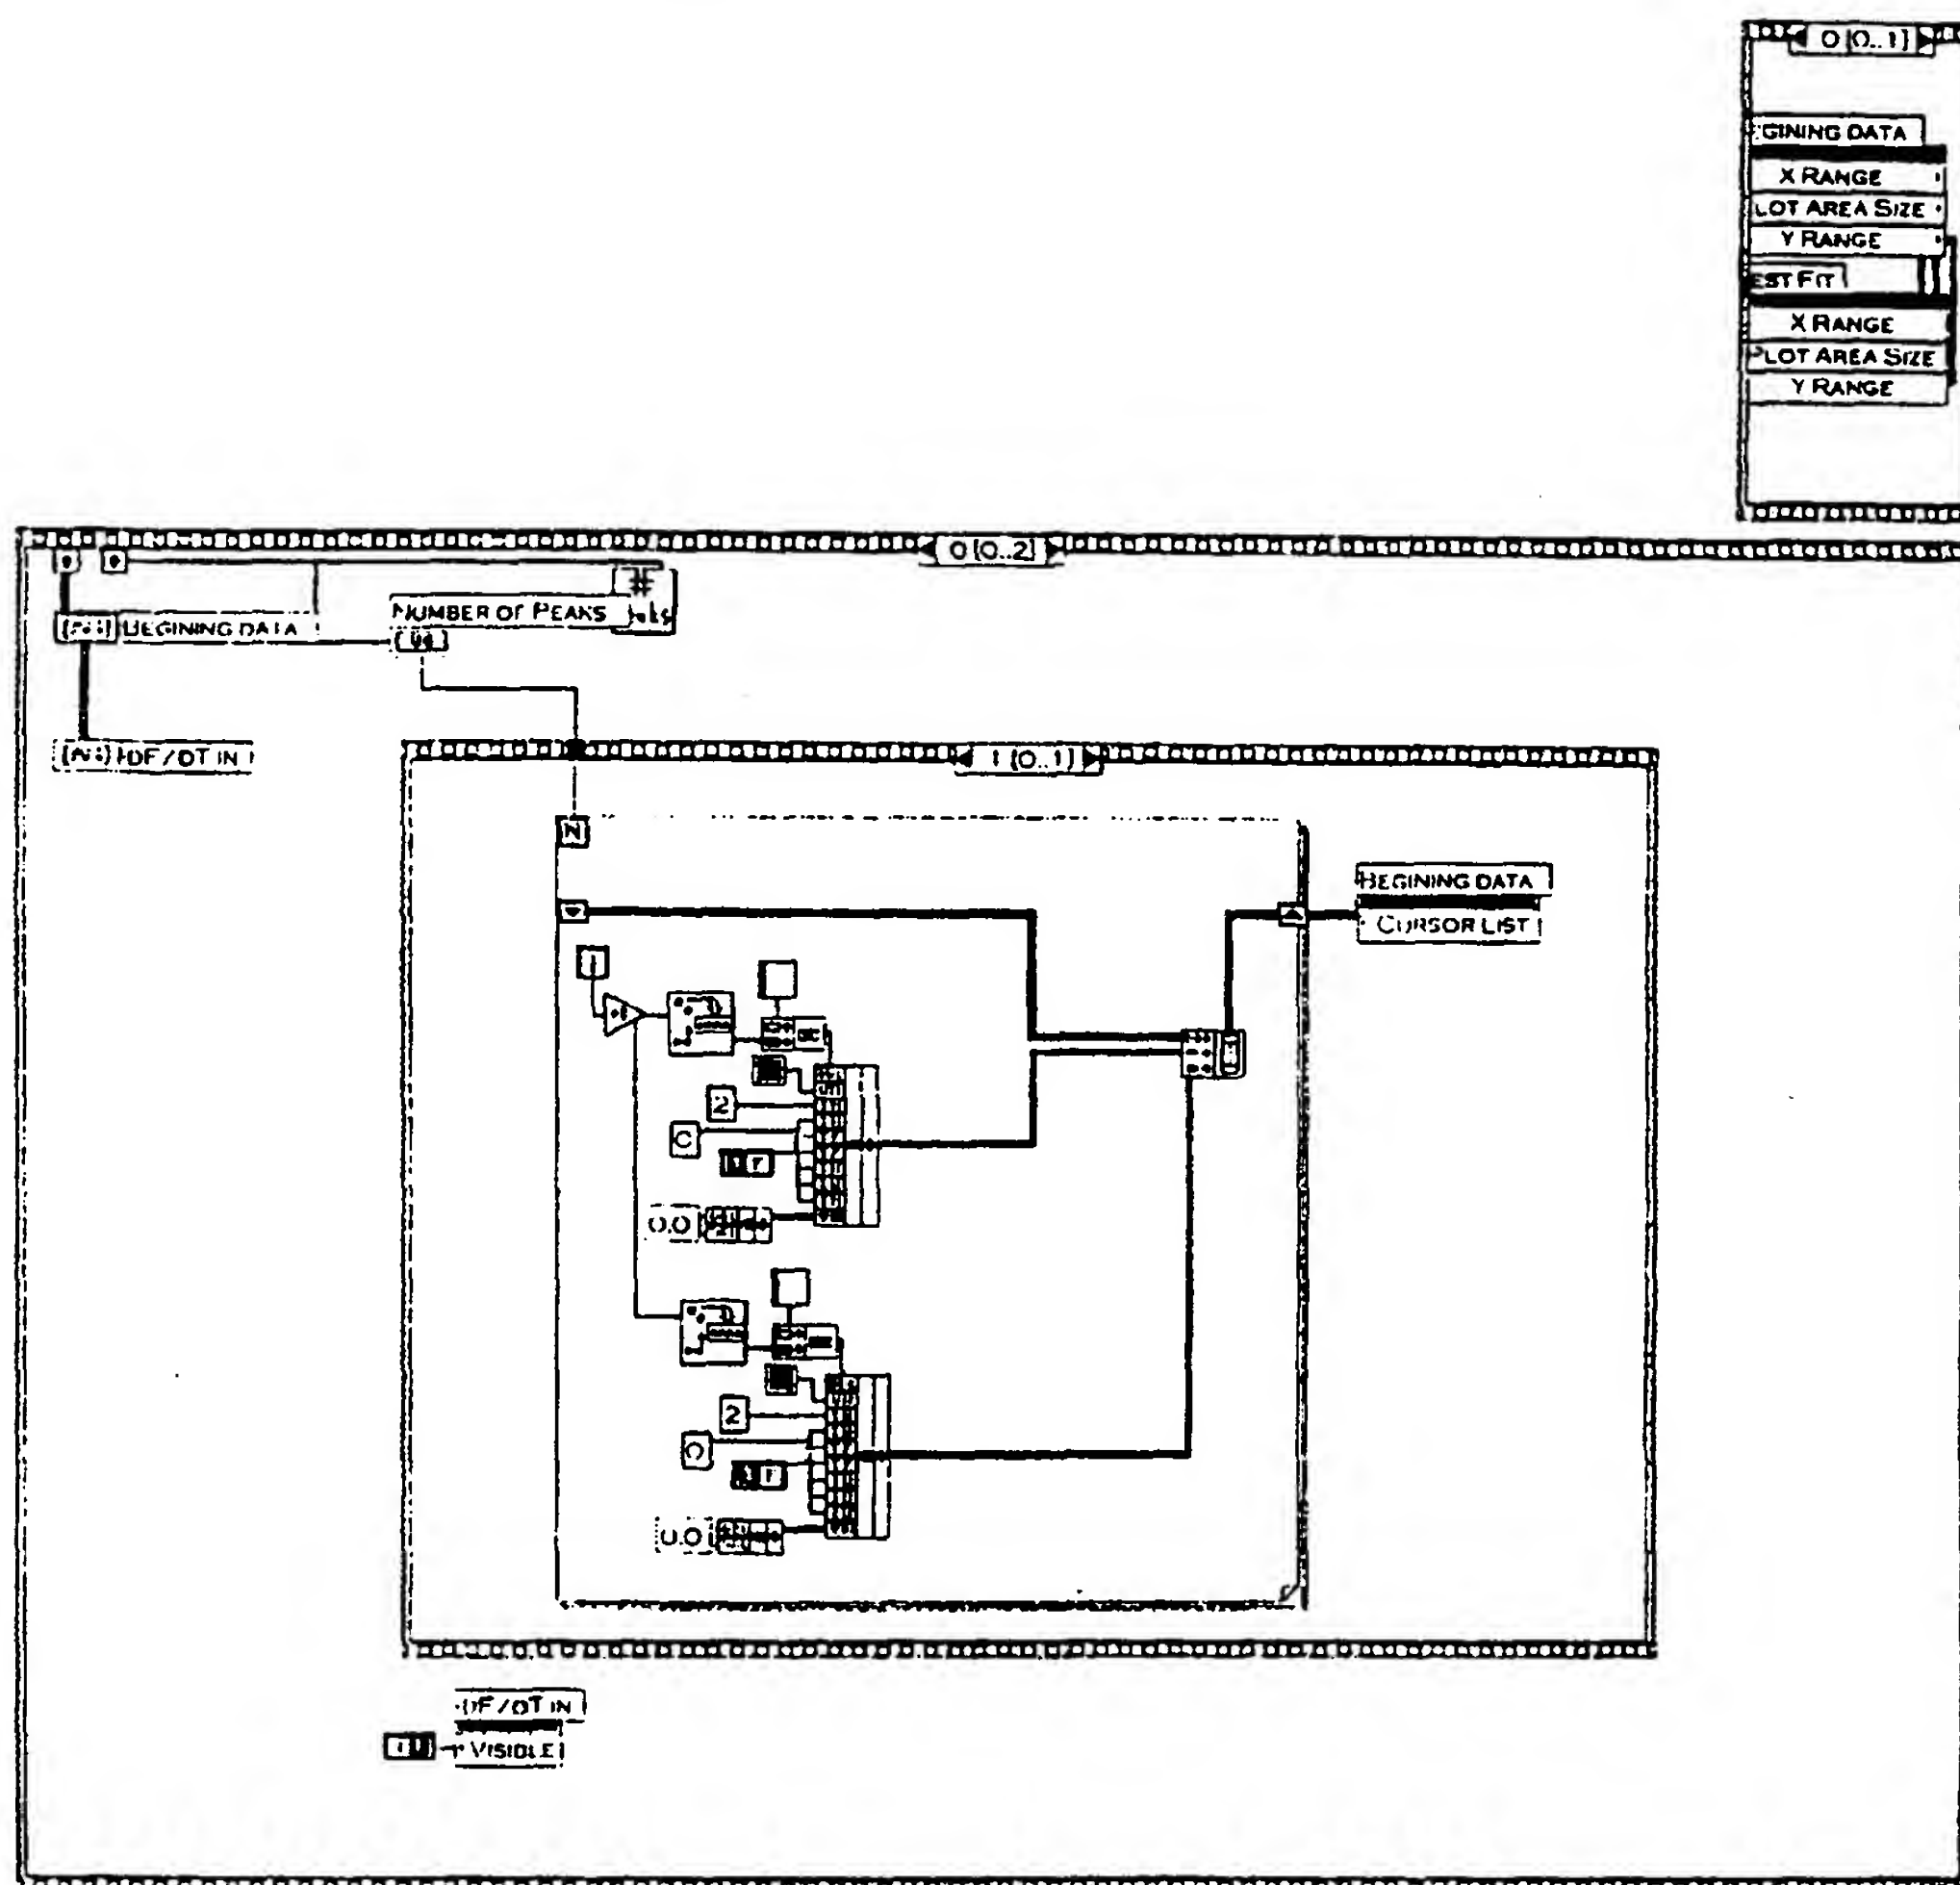 0 [0..1]
GINING DATA
X RANGE
LOT AREA SIZE
Y RANGE
EST FIT
X RANGE
PLOT AREA SIZE
Y RANGE
0 [0..2]
BEGINING DATA
NUMBER OF PEAKS
DF/DT IN
1 [0..1]
N
BEGINING DATA
CURSOR LIST
I
+1
2
C
F
0.0
2
0
F
0.0
DF/DT IN
VISIBLE